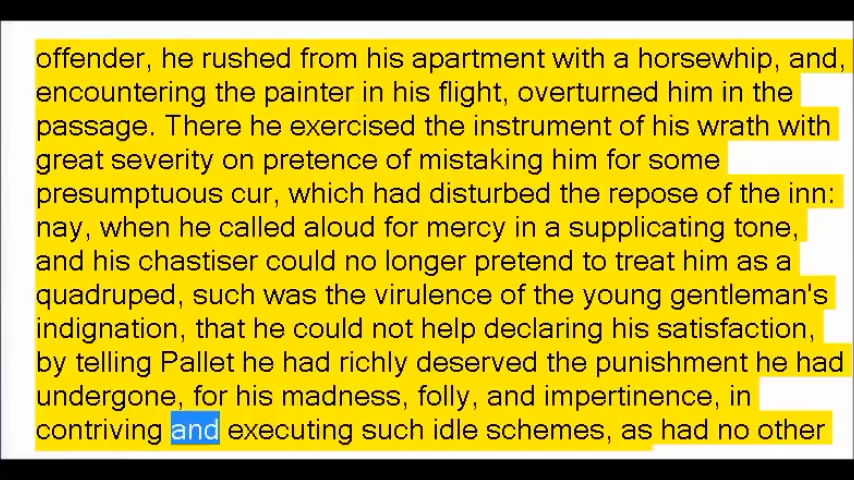 offender, he rushed from his apartment with a horsewhip, and,
encountering the painter in his flight, overturned him in the
passage. There he exercised the instrument of his wrath with
great severity on pretence of mistaking him for some
presumptuous cur, which had disturbed the repose of the inn:
nay, when he called aloud for mercy in a supplicating tone,
and his chastiser could no longer pretend to treat him as a
quadruped, such was the virulence of the young gentleman's
indignation, that he could not help declaring his satisfaction,
by telling Pallet he had richly deserved the punishment he had
undergone, for his madness, folly, and impertinence, in
contriving and executing such idle schemes, as had no other